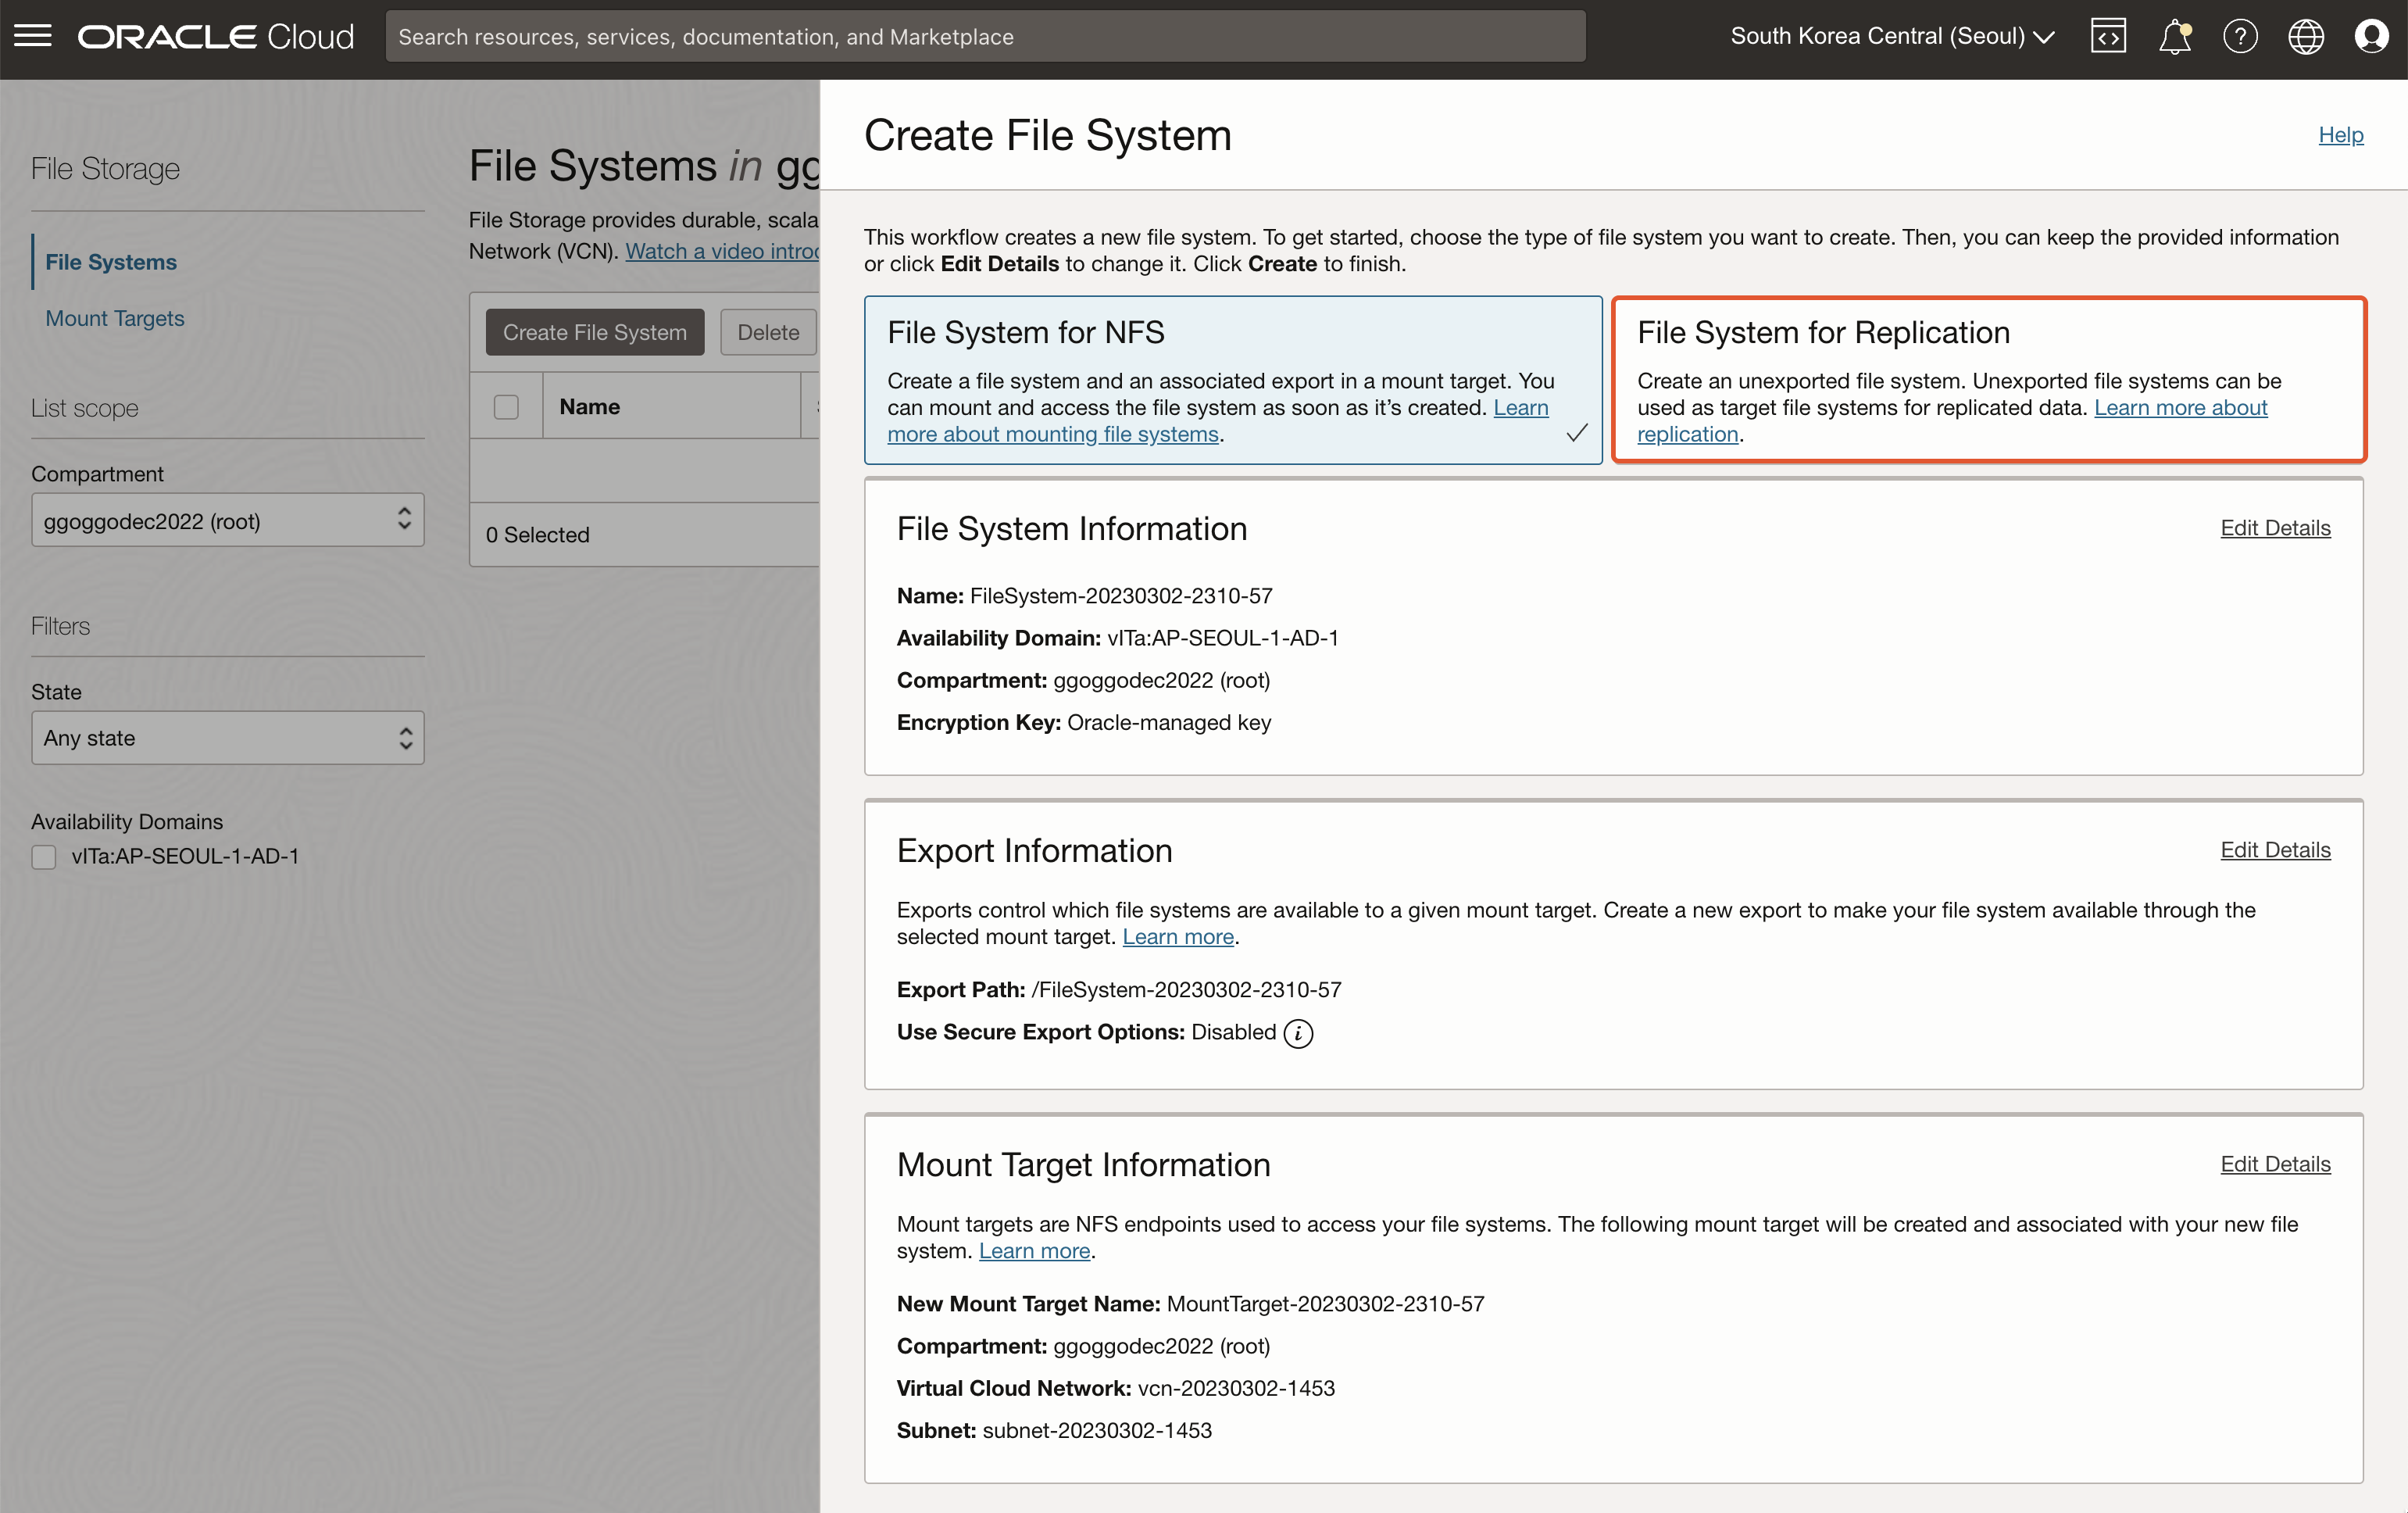 ORACLE Cloud
Search resources, services, documentation, and Marketplace
South Korea Central (Seoul)
File Storage
File Systems
Mount Targets
List scope
Compartment
ggoggodec2022 (root)
Filters
State
Any state
Availability Domains
vITa:AP-SEOUL-1-AD-1
File Systems in
File Storage provides durable,
Network (VCN). Watch a video
Create File System
Delete
Name
0 Selected
Create File System
Help
This workflow creates a new file system. To get started, choose the type of file system you want to create. Then, you can keep the provided information
or click Edit Details to change it. Click Create to finish.
File System for NFS
Create a file system and an associated export in a mount target. You
can mount and access the file system as soon as it’s created. Learn
more about mounting file systems.
File System for Replication
Create an unexported file system. Unexported file systems can be
used as target file systems for replicated data. Learn more about
replication.
File System Information
Edit Details
Name: FileSystem-20230302-2310-57
Availability Domain: vITa:AP-SEOUL-1-AD-1
Compartment: ggoggodec2022 (root)
Encryption Key: Oracle-managed key
Export Information
Edit Details
Exports control which file systems are available to a given mount target. Create a new export to make your file system available through the
selected mount target. Learn more.
Export Path: /FileSystem-20230302-2310-57
Use Secure Export Options: Disabled
Mount Target Information
Edit Details
Mount targets are NFS endpoints used to access your file systems. The following mount target will be created and associated with your new file
system. Learn more.
New Mount Target Name: MountTarget-20230302-2310-57
Compartment: ggoggodec2022 (root)
Virtual Cloud Network: vcn-20230302-1453
Subnet: subnet-20230302-1453